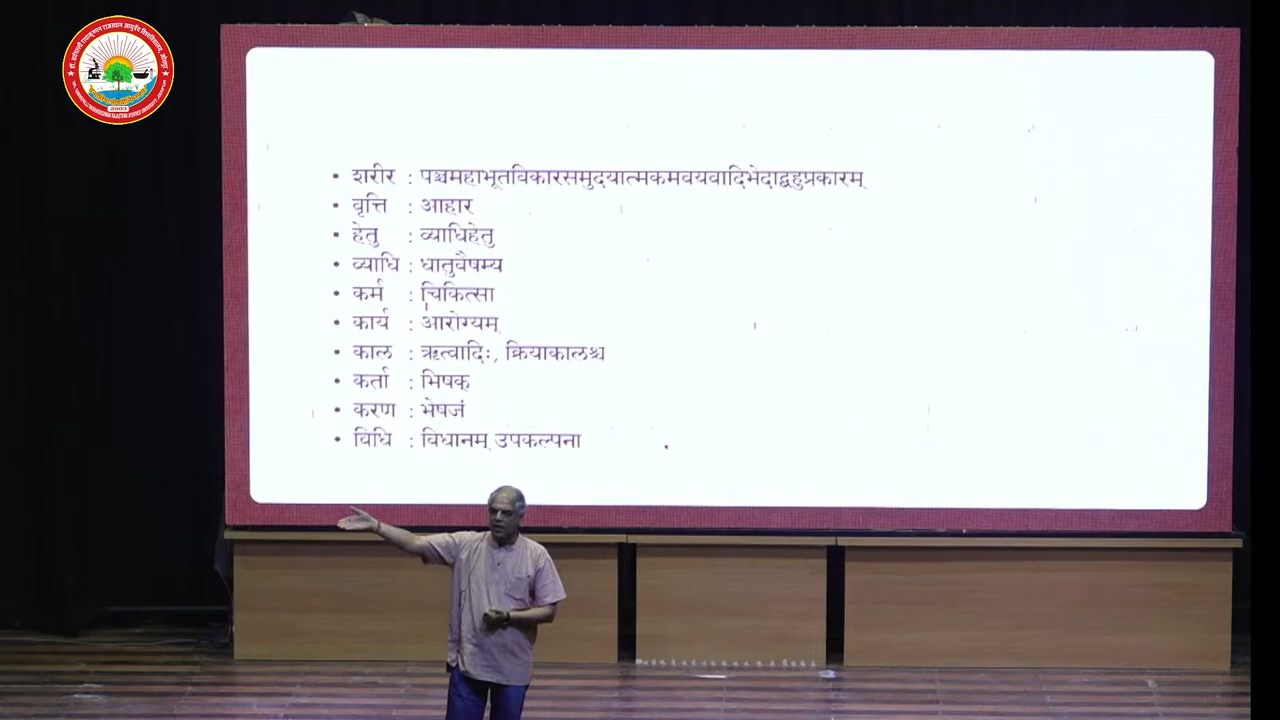 • शरीर : पञ्चमहाभूतविकारसमुदयात्मकमवयवादिभेदाद्बहुप्रकारम्
• वृत्ति : आहार
• हेतु : व्याधिहेतु
• व्याधि : धातुवैषम्य
• कर्म : चिकित्सा
• कार्य : आरोग्यम्
• काल : ऋत्वादिः, क्रियाकालश्च
• कर्ता : भिषक्
• करण : भेषजं
• विधि : विधानम् उपकल्पना
2003